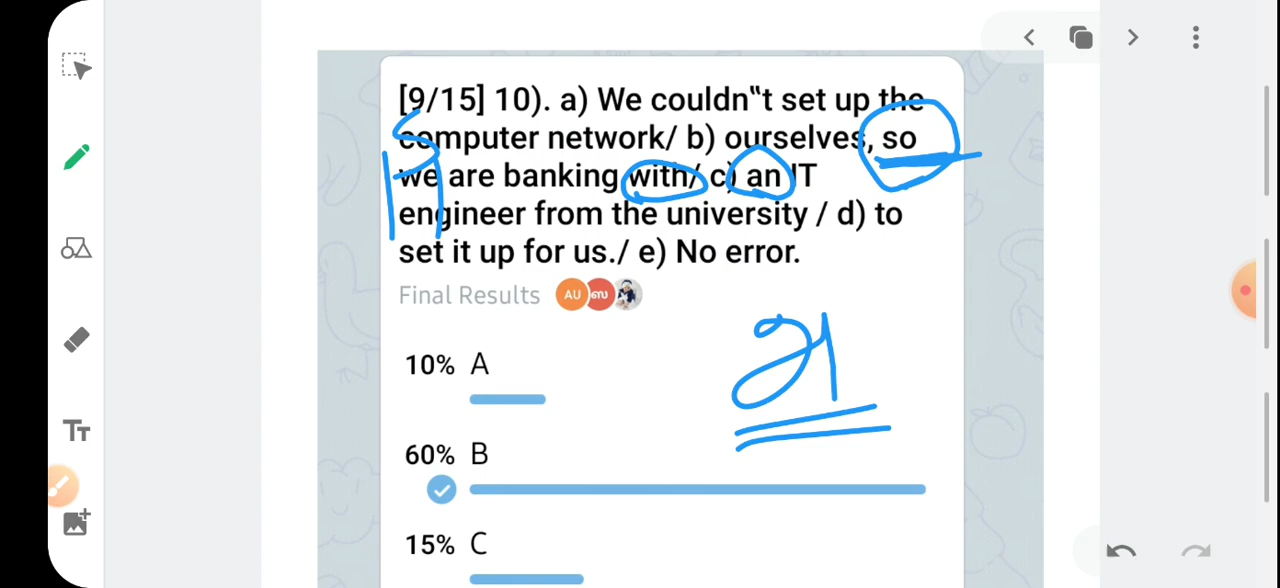 [9/15] 10). a) We couldn‟t set up the
computer network/ b) ourselves, so
we are banking with/ c) an IT
engineer from the university / d) to
set it up for us./ e) No error.
Final Results AU ബ
10% A
60% B
15% C
Tт